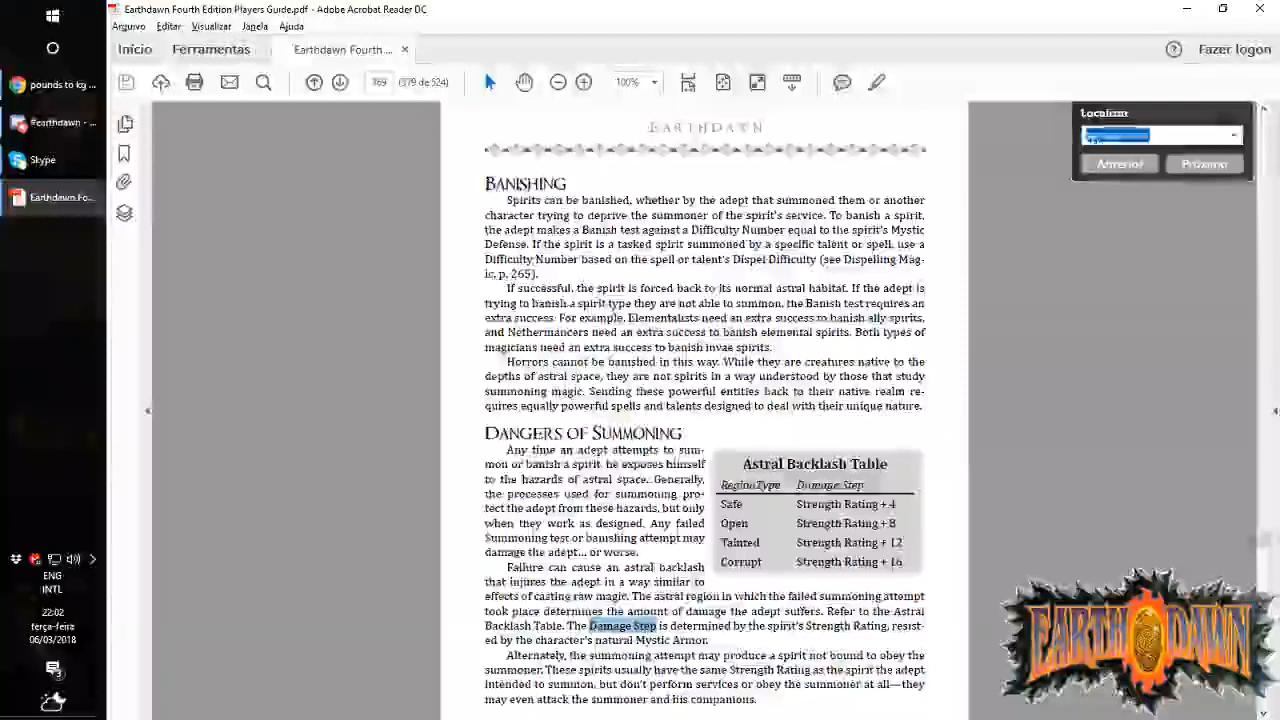 Earthdawn Fourth Edition Players Guide.pdf - Adobe Acrobat Reader DC
Arquivo Editar Visualizar Janela Ajuda
Início Ferramentas Earthdawn Fourth ... × Fazer logon
369 (379 de 524) 100%
pounds to kg ...
#earthdawn - ...
Skype
Earthdawn Fo...
Localizar
Anterior Próximo
EARTHDAWN
BANISHING
Spirits can be banished, whether by the adept that summoned them or another
character trying to deprive the summoner of the spirit's service. To banish a spirit,
the adept makes a Banish test against a Difficulty Number equal to the spirit's Mystic
Defense. If the spirit is a tasked spirit summoned by a specific talent or spell, use a
Difficulty Number based on the spell or talent's Dispel Difficulty (see Dispelling Mag-
ic, p. 265).
If successful, the spirit is forced back to its normal astral habitat. If the adept is
trying to banish a spirit type they are not able to summon, the Banish test requires an
extra success. For example, Elementalists need an extra success to banish ally spirits,
and Nethermancers need an extra success to banish elemental spirits. Both types of
magicians need an extra success to banish invae spirits.
Horrors cannot be banished in this way. While they are creatures native to the
depths of astral space, they are not spirits in a way understood by those that study
summoning magic. Sending these powerful entities back to their native realm re-
quires equally powerful spells and talents designed to deal with their unique nature.
DANGERS OF SUMMONING
Any time an adept attempts to sum-
mon or banish a spirit, he exposes himself
to the hazards of astral space. Generally,
the processes used for summoning pro-
tect the adept from these hazards, but only
when they work as designed. Any failed
Summoning test or banishing attempt may
damage the adept... or worse.
Failure can cause an astral backlash
that injures the adept in a way similar to
effects of casting raw magic. The astral region in which the failed summoning attempt
took place determines the amount of damage the adept suffers. Refer to the Astral
Backlash Table. The Damage Step is determined by the spirit's Strength Rating, resist-
ed by the character's natural Mystic Armor.
Alternately, the summoning attempt may produce a spirit not bound to obey the
summoner. These spirits usually have the same Strength Rating as the spirit the adept
intended to summon, but don't perform services or obey the summoner at all—they
may even attack the summoner and his companions.
Astral Backlash Table
Region Type Damage Step
Safe Strength Rating + 4
Open Strength Rating + 8
Tainted Strength Rating + 12
Corrupt Strength Rating + 16
ENG
INTL
22:02
terça-feira
06/03/2018
3
EARTHDAWN